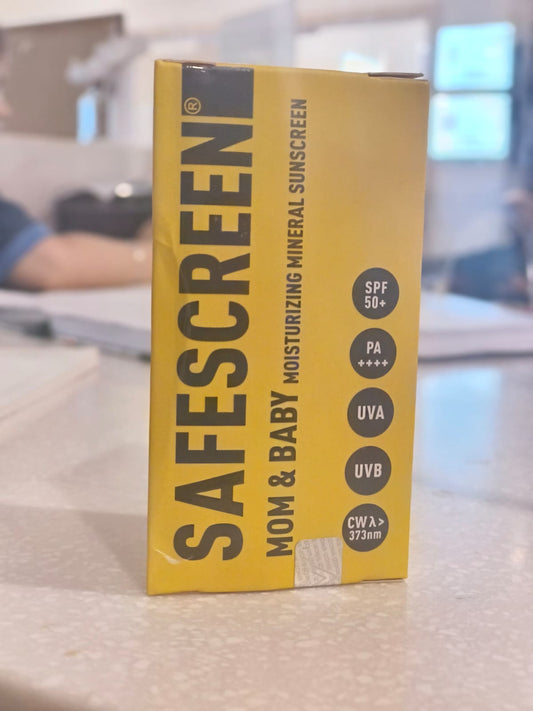 SAFESCREEN®
MOM & BABY MOISTURIZING MINERAL SUNSCREEN
SPF
50+
PA
++++
UVA
UVB
CWλ>
373nm